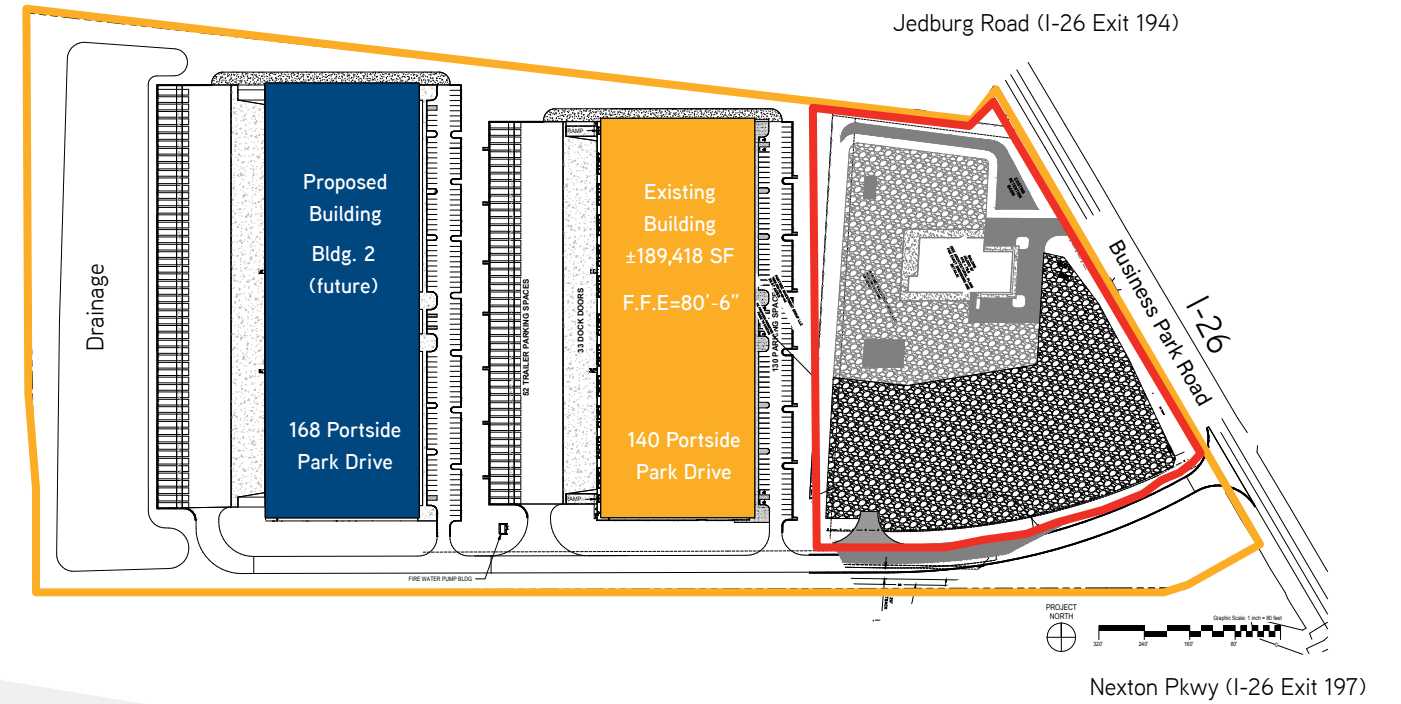 Jedburg Road (I-26 Exit 194)
Drainage
Proposed
Building
Bldg. 2
(future)
168 Portside
Park Drive
52 TRAILER PARKING SPACES
RAMP
33 DOCK DOORS
RAMP
Existing
Building
±189,418 SF
F.F.E=80'-6"
140 Portside
Park Drive
130 PARKING SPACES
Business Park Road
I-26
FIRE WATER PUMP BLDG
PROJECT
NORTH
Graphic Scale: 1 inch = 80 feet
320' 240' 160' 80'
Nexton Pkwy (I-26 Exit 197)